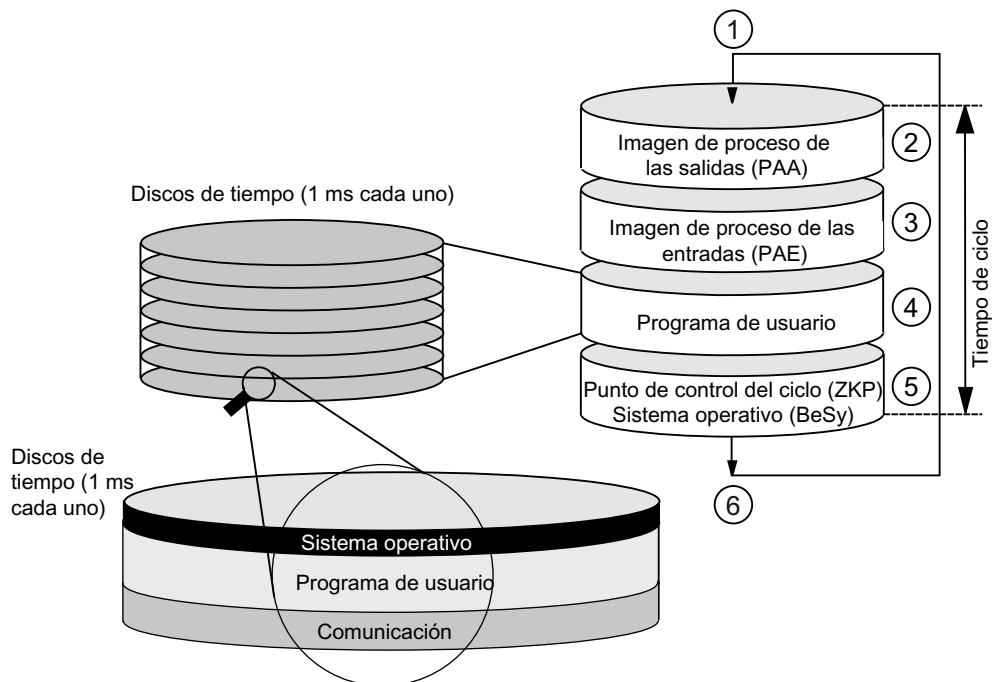 1
Imagen de proceso de
las salidas (PAA)
2
Discos de tiempo (1 ms cada uno)
Imagen de proceso de las
entradas (PAE)
3
Programa de usuario
4
Punto de control del ciclo (ZKP)
Sistema operativo (BeSy)
5
Tiempo de ciclo
6
Discos de
tiempo (1 ms
cada uno)
Sistema operativo
Programa de usuario
Comunicación